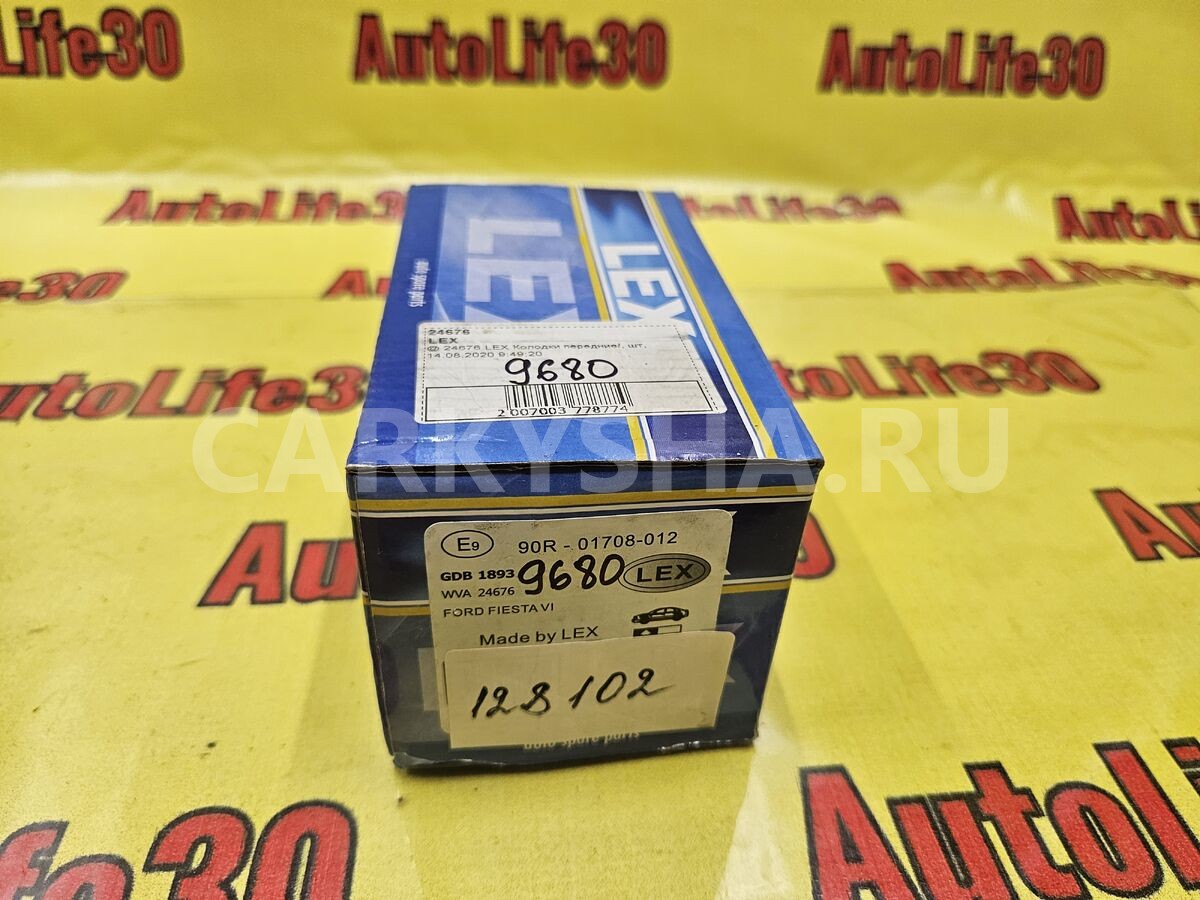 Life30
AutoLife30
AutoLife30
AutoLife30
AutoLife30
LEX
LEX
auto spare parts
24676
LEX
24676 LEX Колодки передние/, шт,
14.08.2020 9:49:20
9680
2 007003 778774
CARKYSHA.RU
E9
90R - 01708-012
GDB 1893
9680
LEX
WVA 24676
FORD FIESTA VI
Made by LEX
128102
AutoLife30